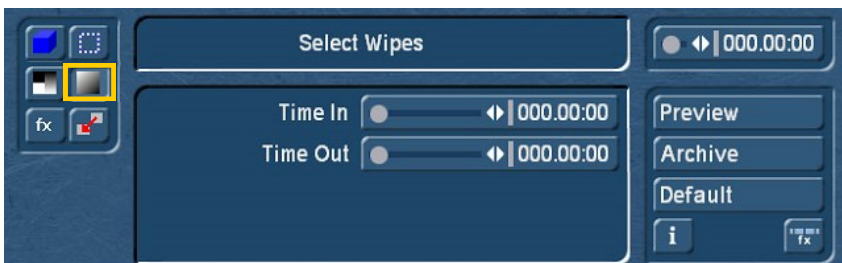 Select Wipes
000.00:00
fx
Time In 000.00:00
Time Out 000.00:00
Preview
Archive
Default
i
fx